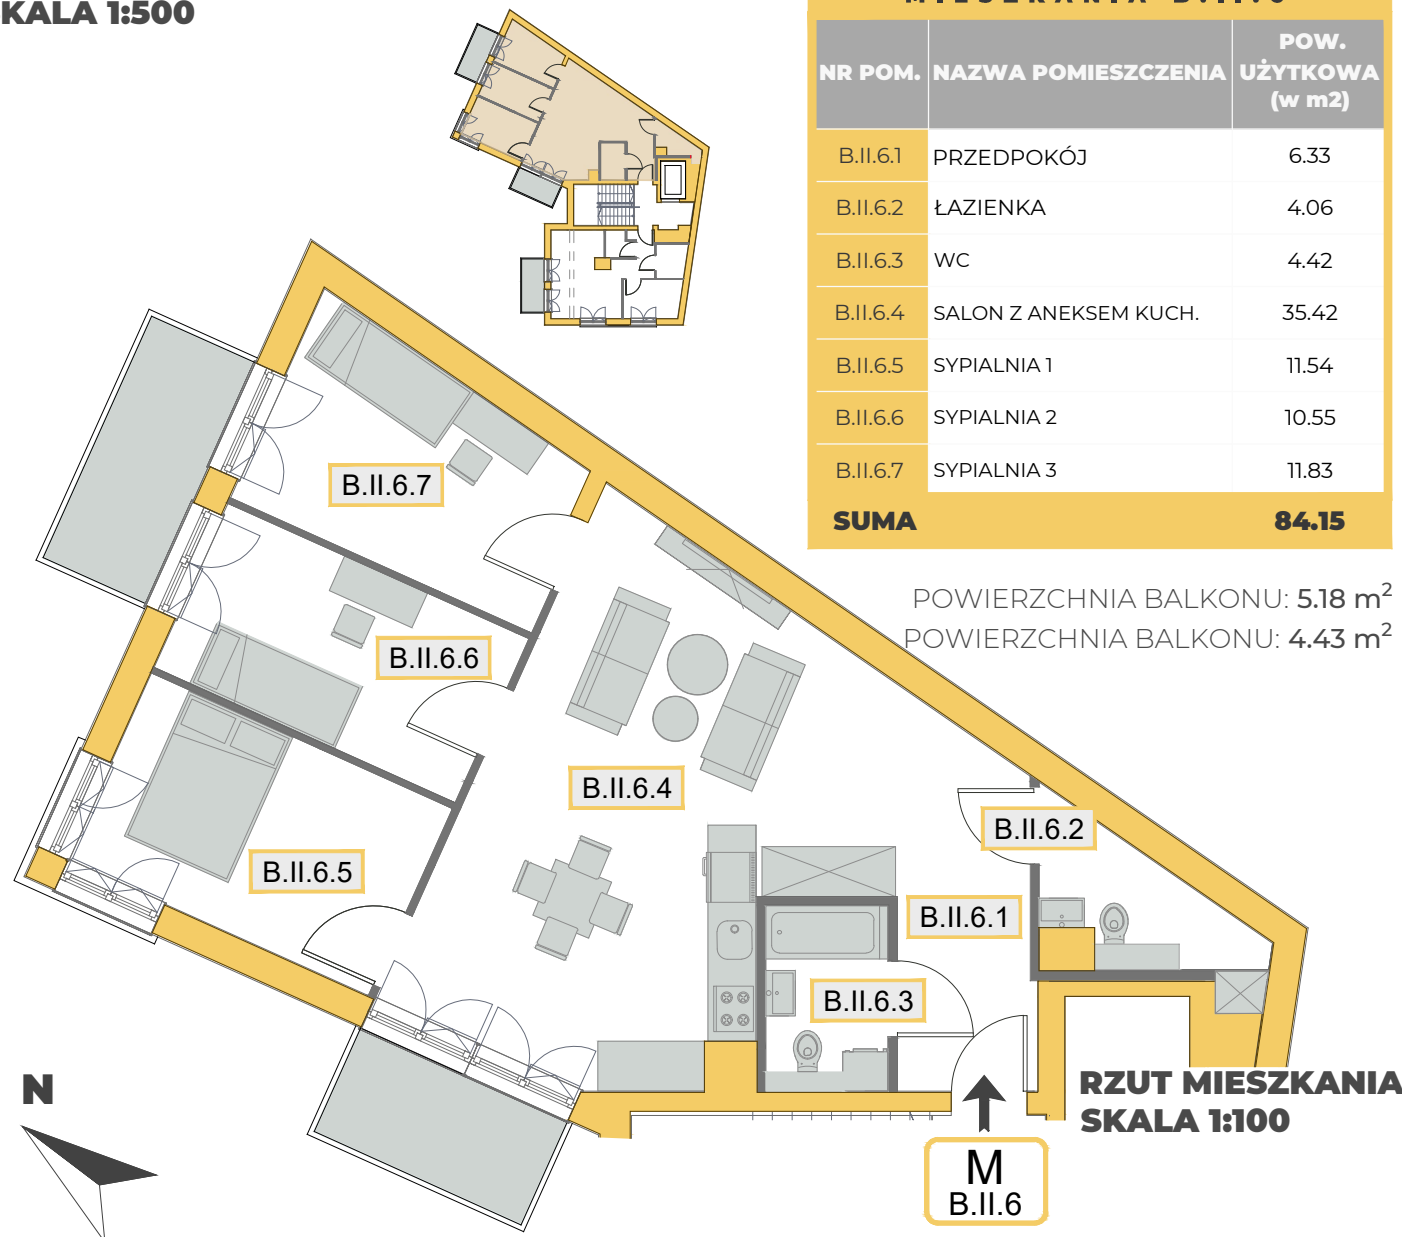 KALA 1:500
NR POM. NAZWA POMIESZCZENIA POW. UŻYTKOWA (w m2)
B.II.6.1 PRZEDPOKÓJ 6.33
B.II.6.2 ŁAZIENKA 4.06
B.II.6.3 WC 4.42
B.II.6.4 SALON Z ANEKSEM KUCH. 35.42
B.II.6.5 SYPIALNIA 1 11.54
B.II.6.6 SYPIALNIA 2 10.55
B.II.6.7 SYPIALNIA 3 11.83
SUMA 84.15
POWIERZCHNIA BALKONU: 5.18 m²
POWIERZCHNIA BALKONU: 4.43 m²
B.II.6.7
B.II.6.6
B.II.6.4
B.II.6.2
B.II.6.5
B.II.6.1
B.II.6.3
N
RZUT MIESZKANIA
SKALA 1:100
M
B.II.6